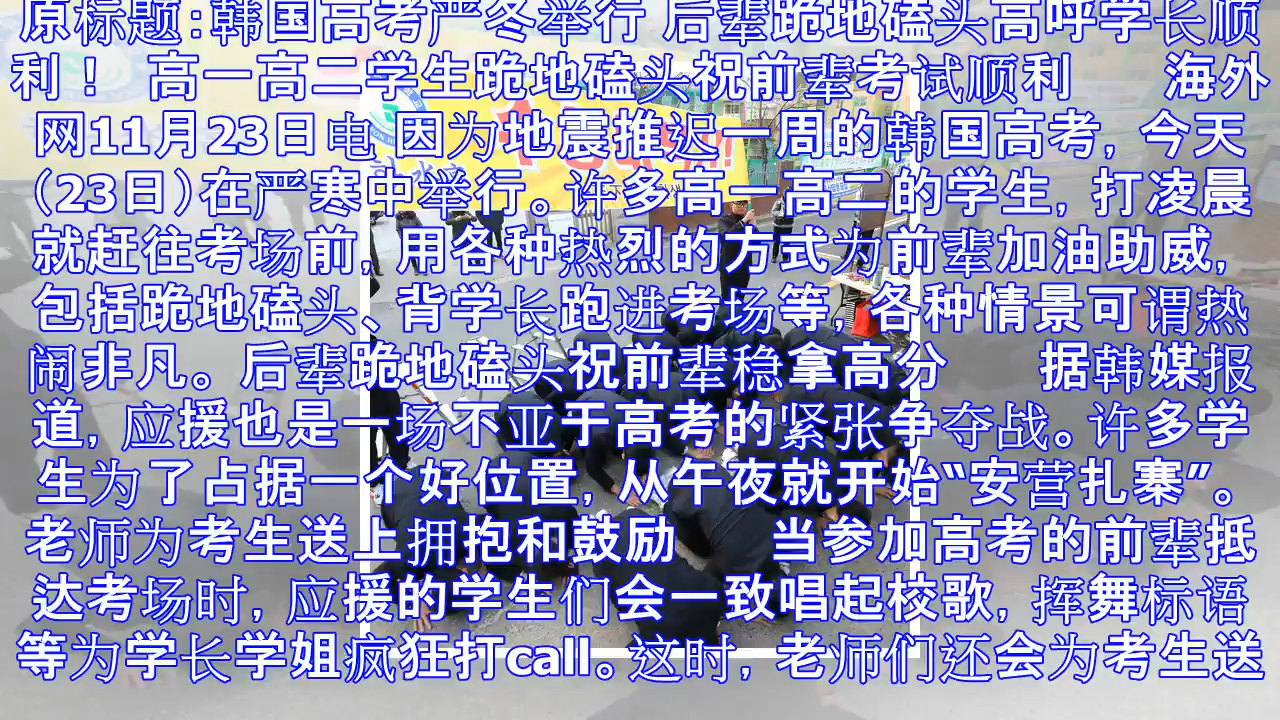 原标题:韩国高考严冬举行 后辈跪地磕头高呼学长顺
利！ 高一高二学生跪地磕头祝前辈考试顺利　　海外
网11月23日电 因为地震推迟一周的韩国高考, 今天
(23日)在严寒中举行。许多高一高二的学生, 打凌晨
就赶往考场前, 用各种热烈的方式为前辈加油助威,
包括跪地磕头、背学长跑进考场等, 各种情景可谓热
闹非凡。后辈跪地磕头祝前辈稳拿高分　　据韩媒报
道, 应援也是一场不亚于高考的紧张争夺战。许多学
生为了占据一个好位置, 从午夜就开始“安营扎寨”。
老师为考生送上拥抱和鼓励　　当参加高考的前辈抵
达考场时, 应援的学生们会一致唱起校歌, 挥舞标语
等为学长学姐疯狂打call。这时, 老师们还会为考生送